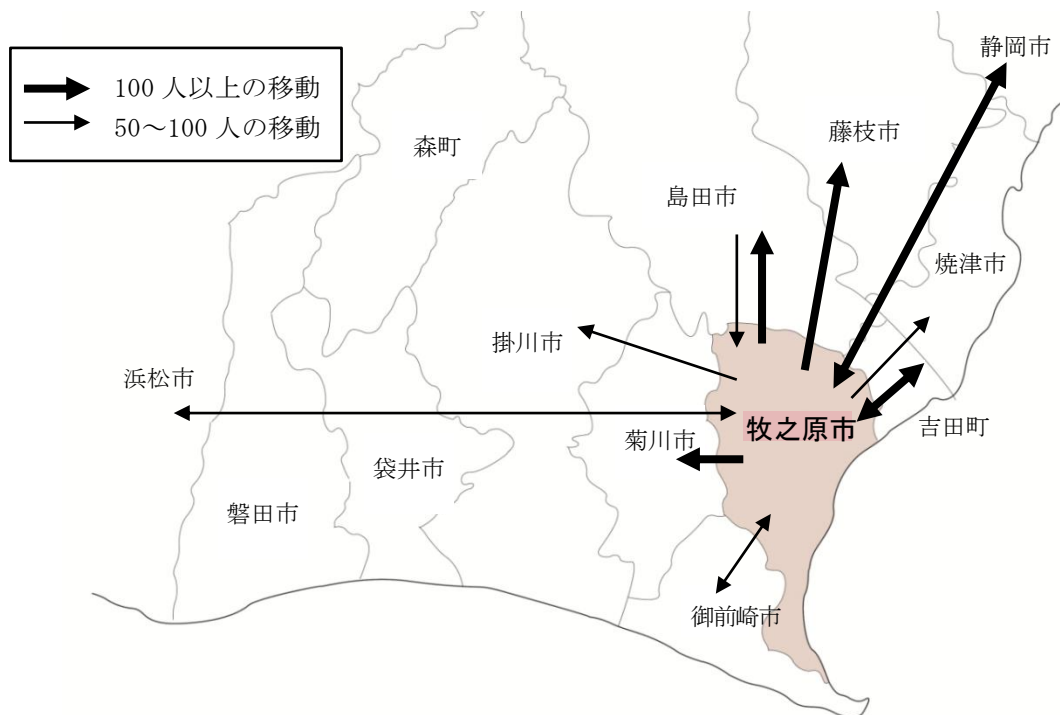 100 人以上の移動
50～100 人の移動
静岡市
藤枝市
森町
島田市
焼津市
掛川市
浜松市
牧之原市
吉田町
菊川市
袋井市
磐田市
御前崎市